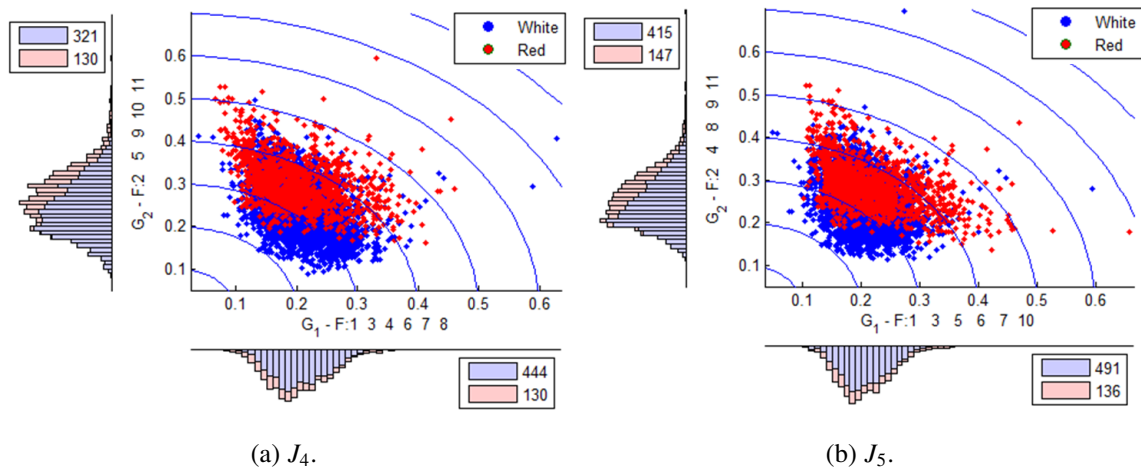 321
130
White
Red
0.6
0.5
0.4
0.3
0.2
0.1
G2 - F:2 5 9 10 11
0.1 0.2 0.3 0.4 0.5 0.6
G1 - F:1 3 4 6 7 8
444
130
(a) J4.
415
147
White
Red
0.6
0.5
0.4
0.3
0.2
0.1
G2 - F:2 4 8 9 11
0.1 0.2 0.3 0.4 0.5 0.6
G1 - F:1 3 5 6 7 10
491
136
(b) J5.